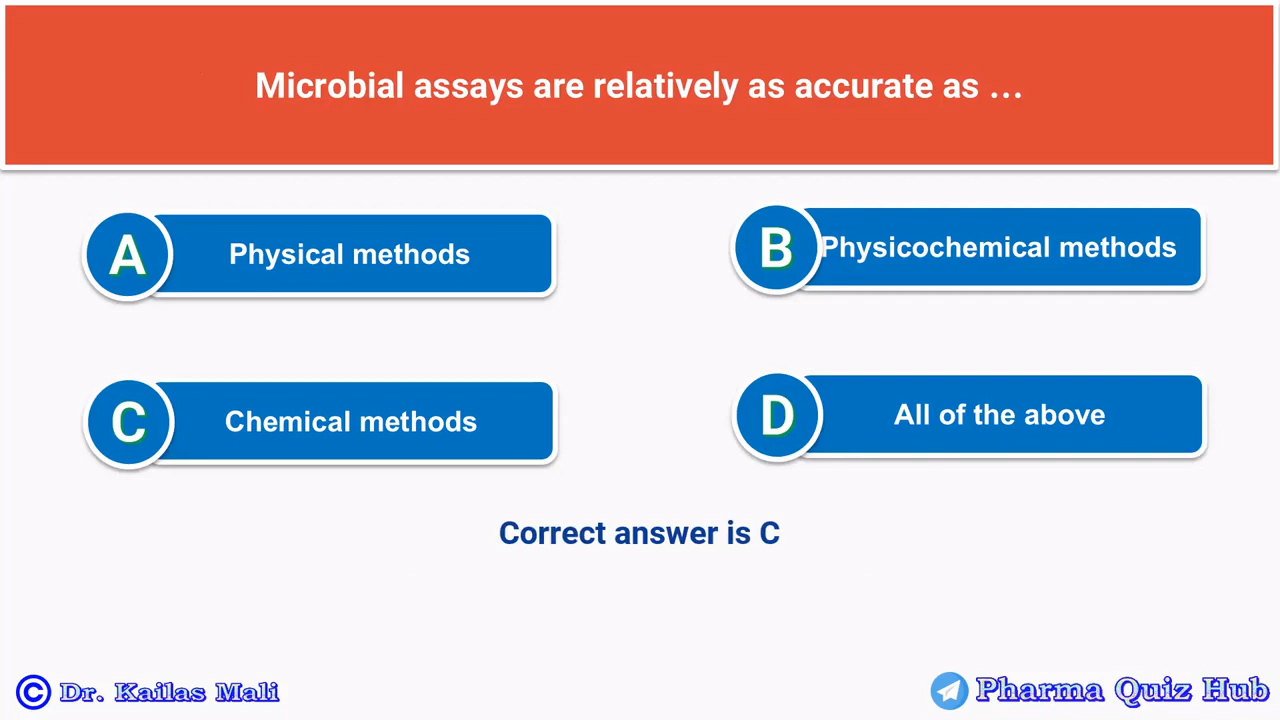 Microbial assays are relatively as accurate as ...
A Physical methods
B Physicochemical methods
C Chemical methods
D All of the above
Correct answer is C
© Dr. Kailas Mali
Pharma Quiz Hub